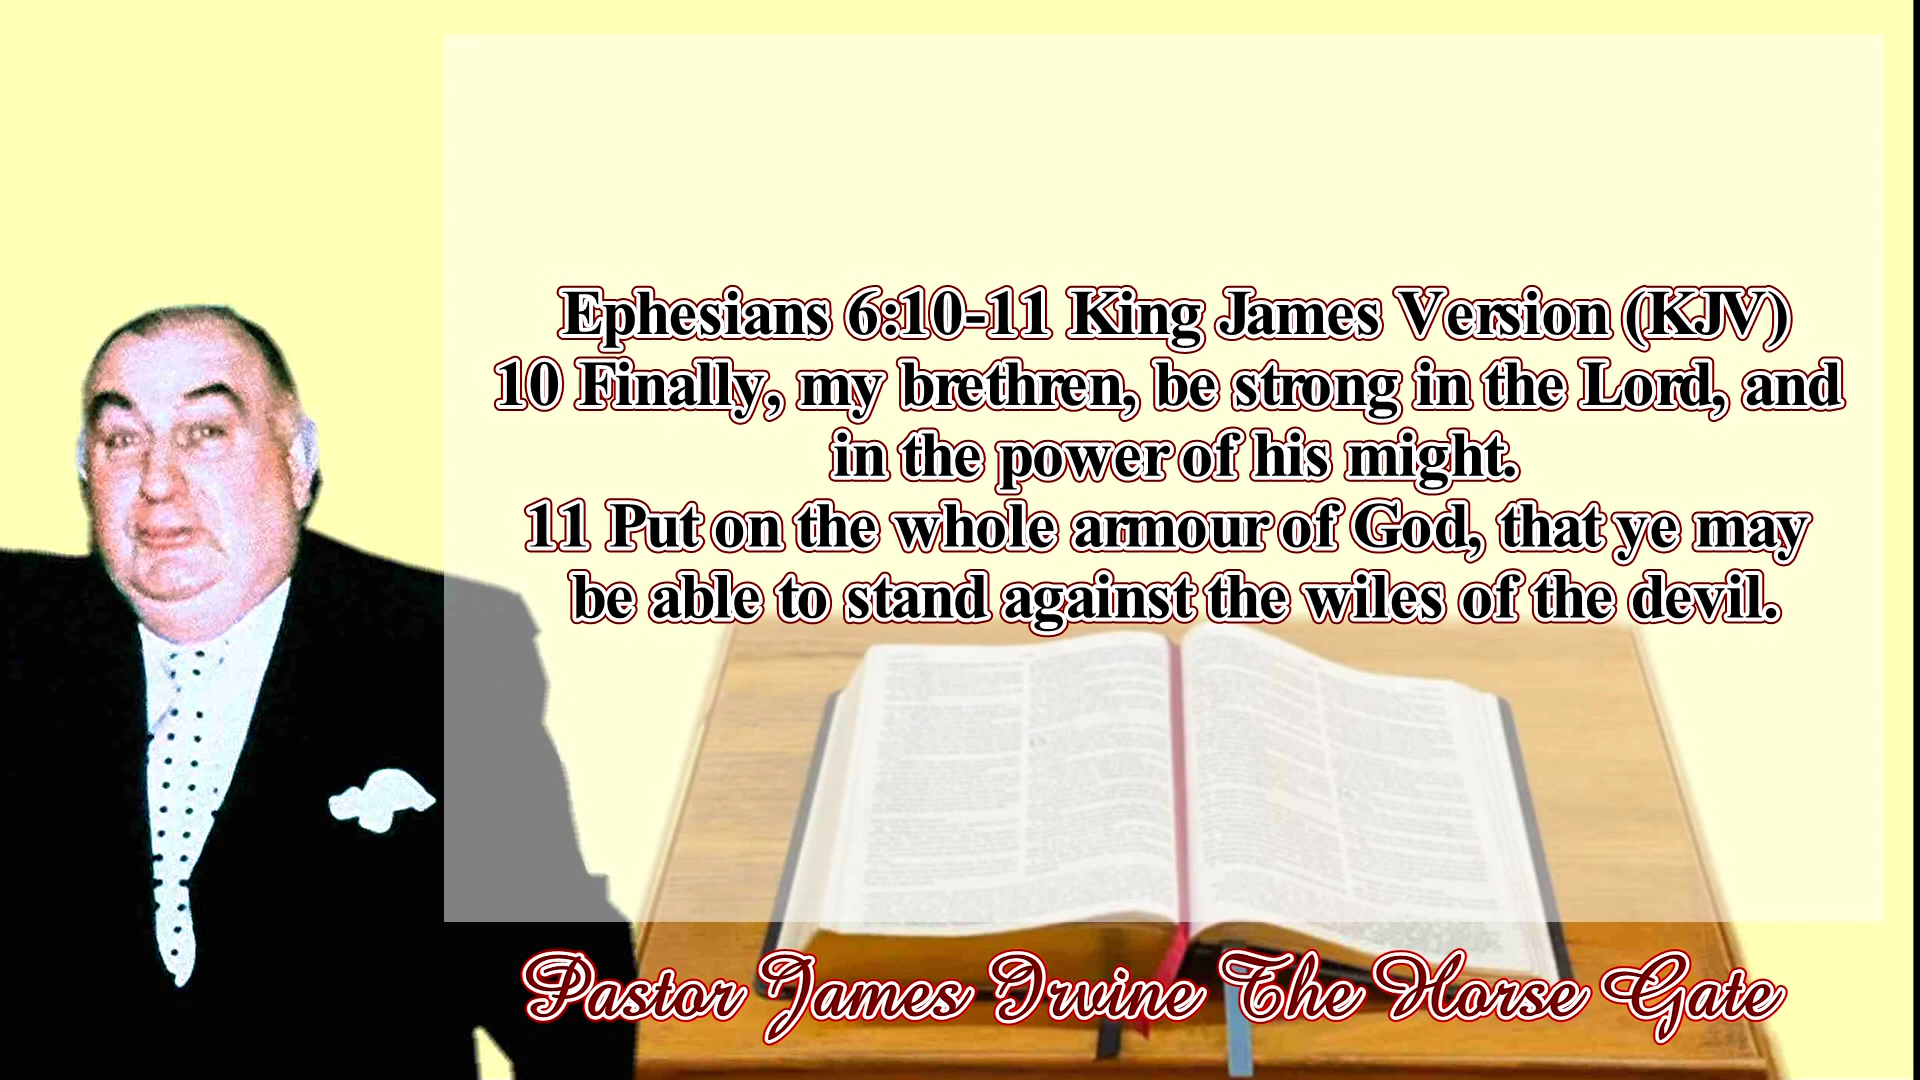 Ephesians 6:10-11 King James Version (KJV)
10 Finally, my brethren, be strong in the Lord, and
in the power of his might.
11 Put on the whole armour of God, that ye may
be able to stand against the wiles of the devil.
Pastor James Irvine The Horse Gate